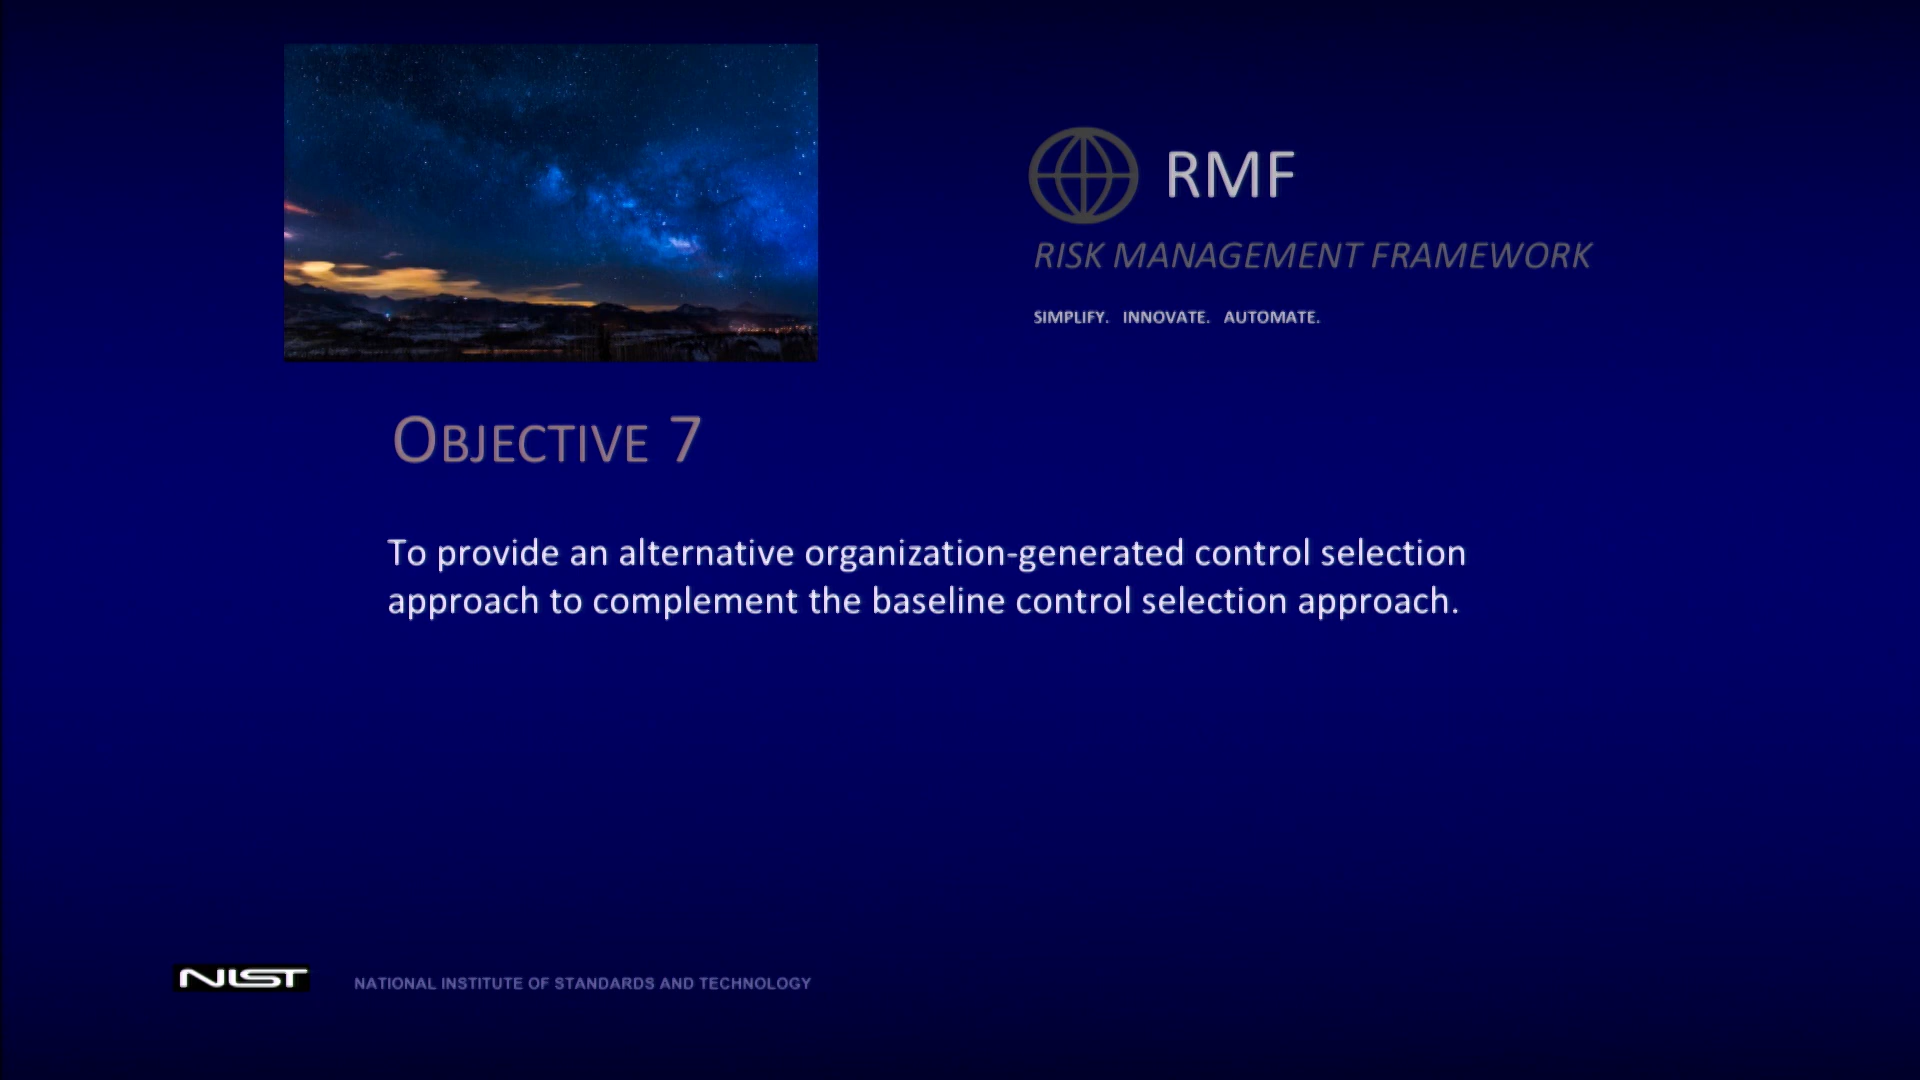 RMF
RISK MANAGEMENT FRAMEWORK
SIMPLIFY. INNOVATE. AUTOMATE.
OBJECTIVE 7
To provide an alternative organization-generated control selection
approach to complement the baseline control selection approach.
NIST
NATIONAL INSTITUTE OF STANDARDS AND TECHNOLOGY